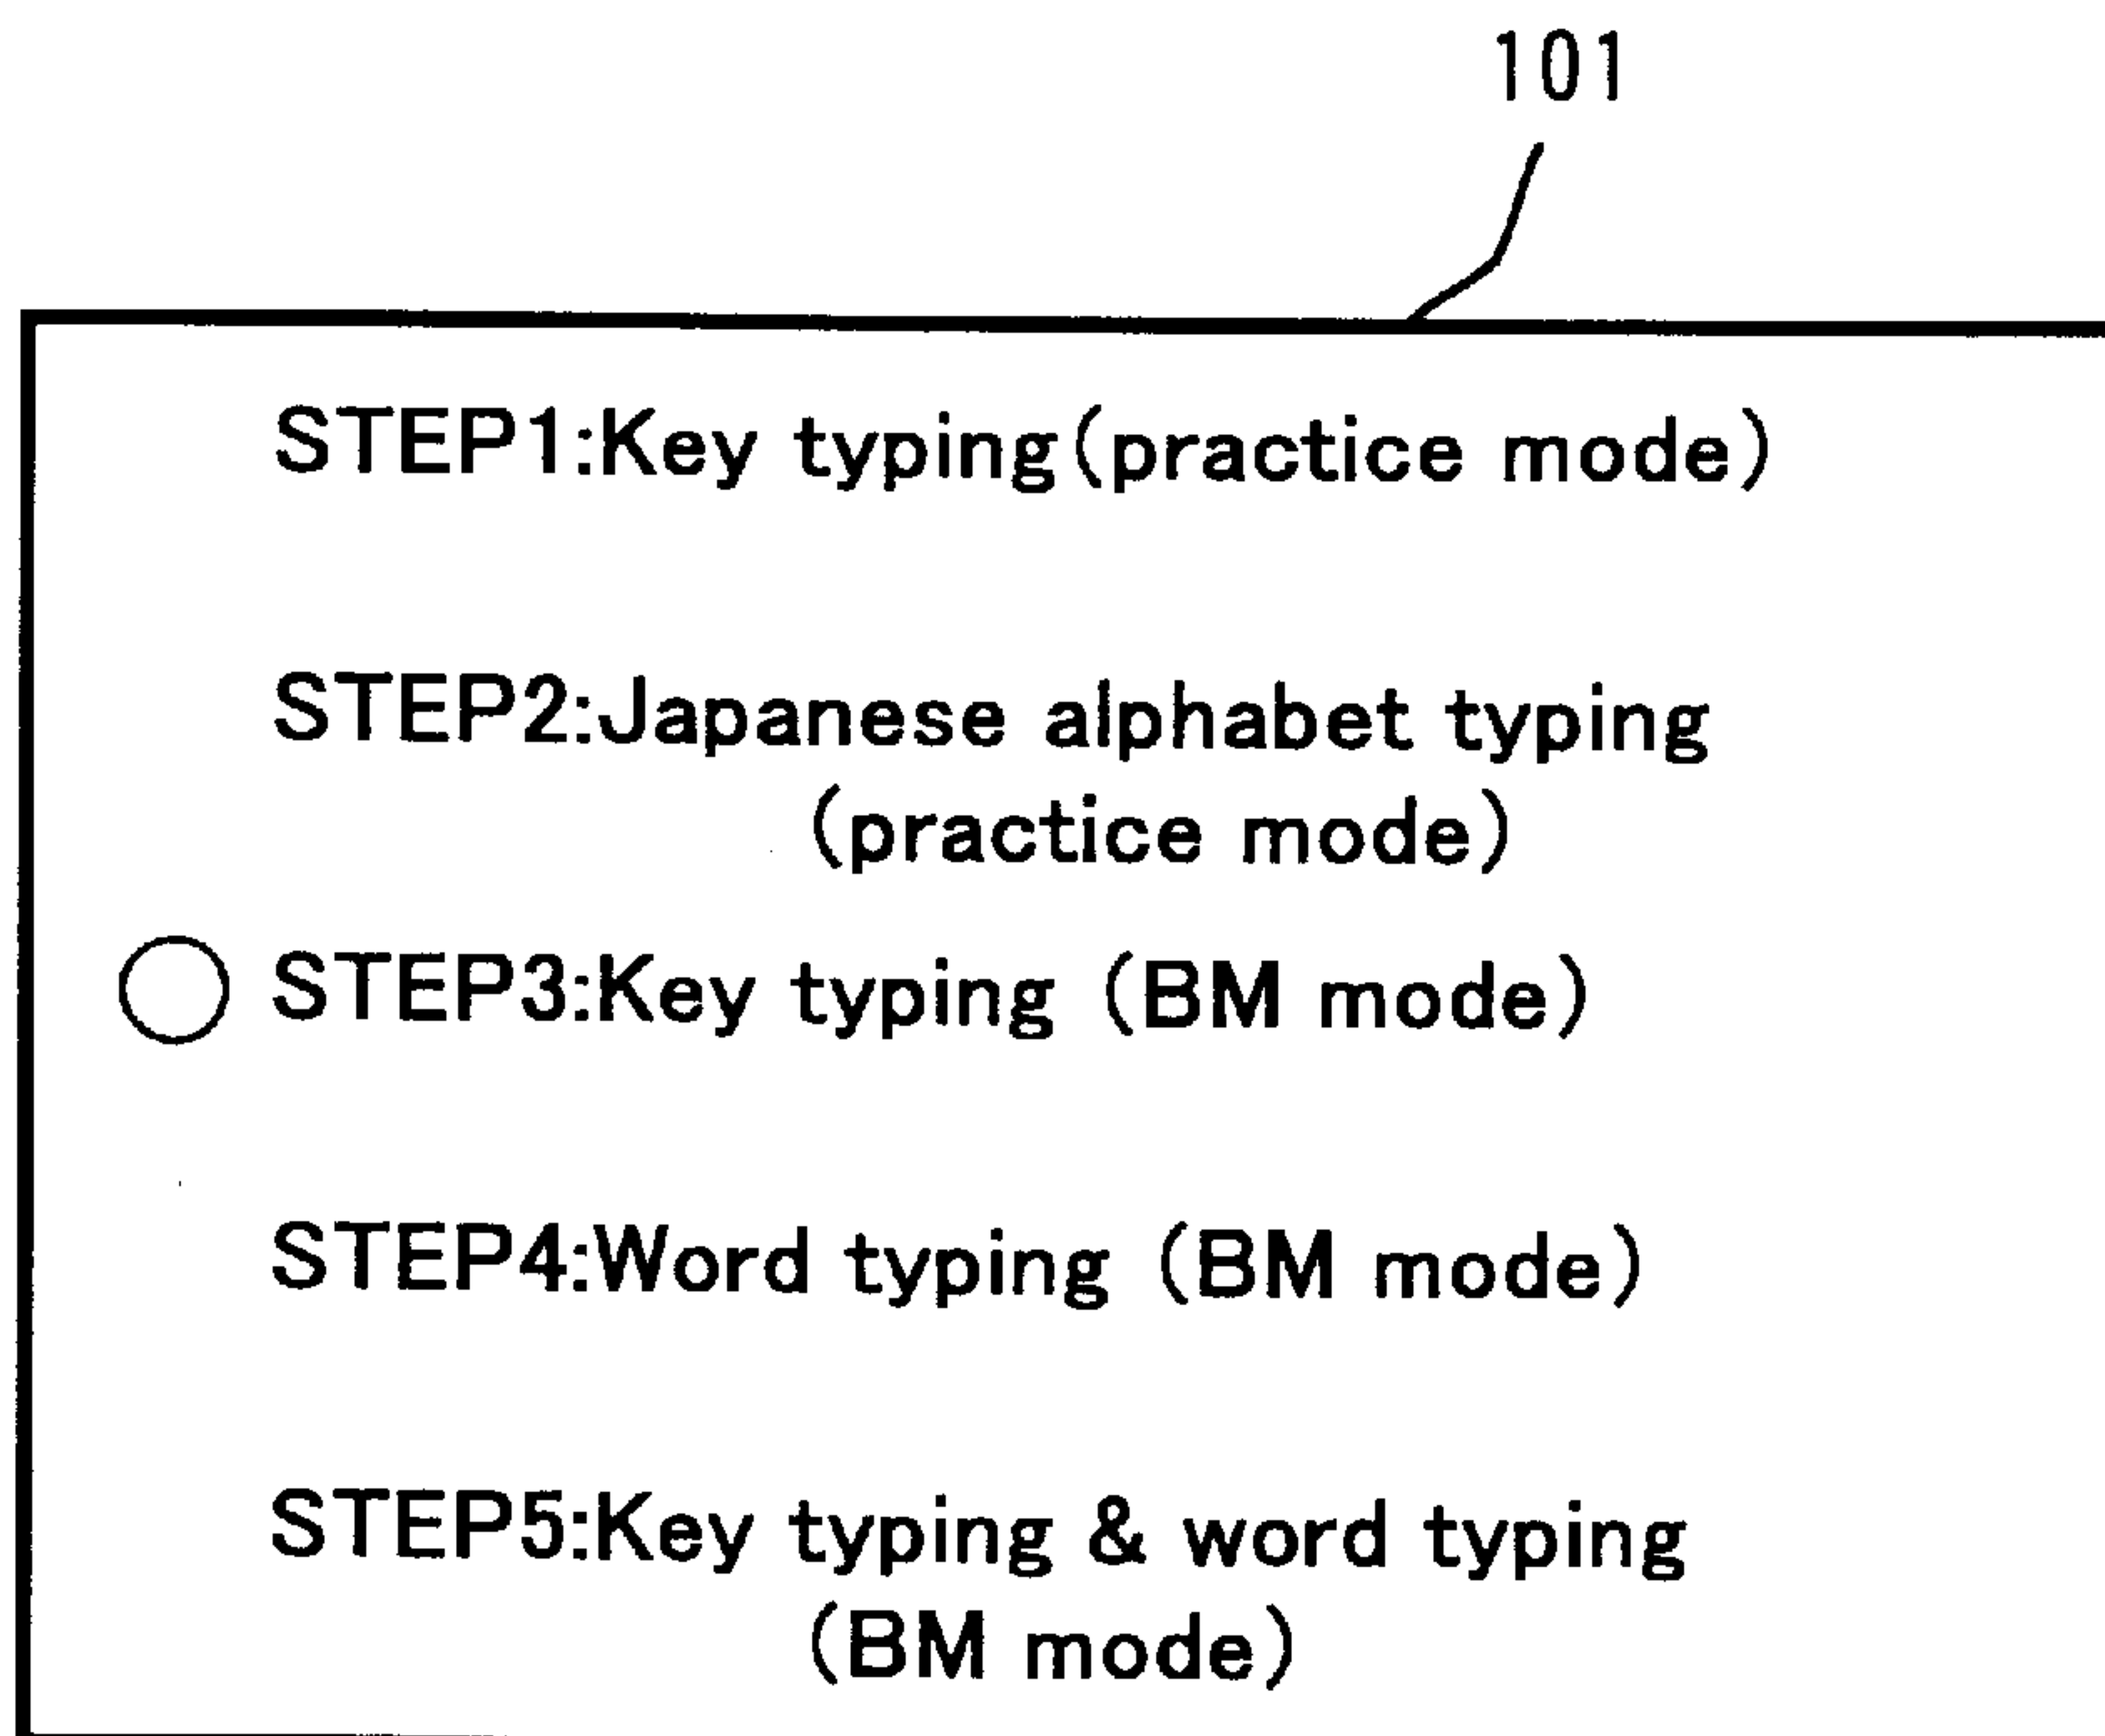 101
STEP1:Key typing(practice mode)
STEP2:Japanese alphabet typing
(practice mode)
STEP3:Key typing (BM mode)
STEP4:Word typing (BM mode)
STEP5:Key typing & word typing
(BM mode)